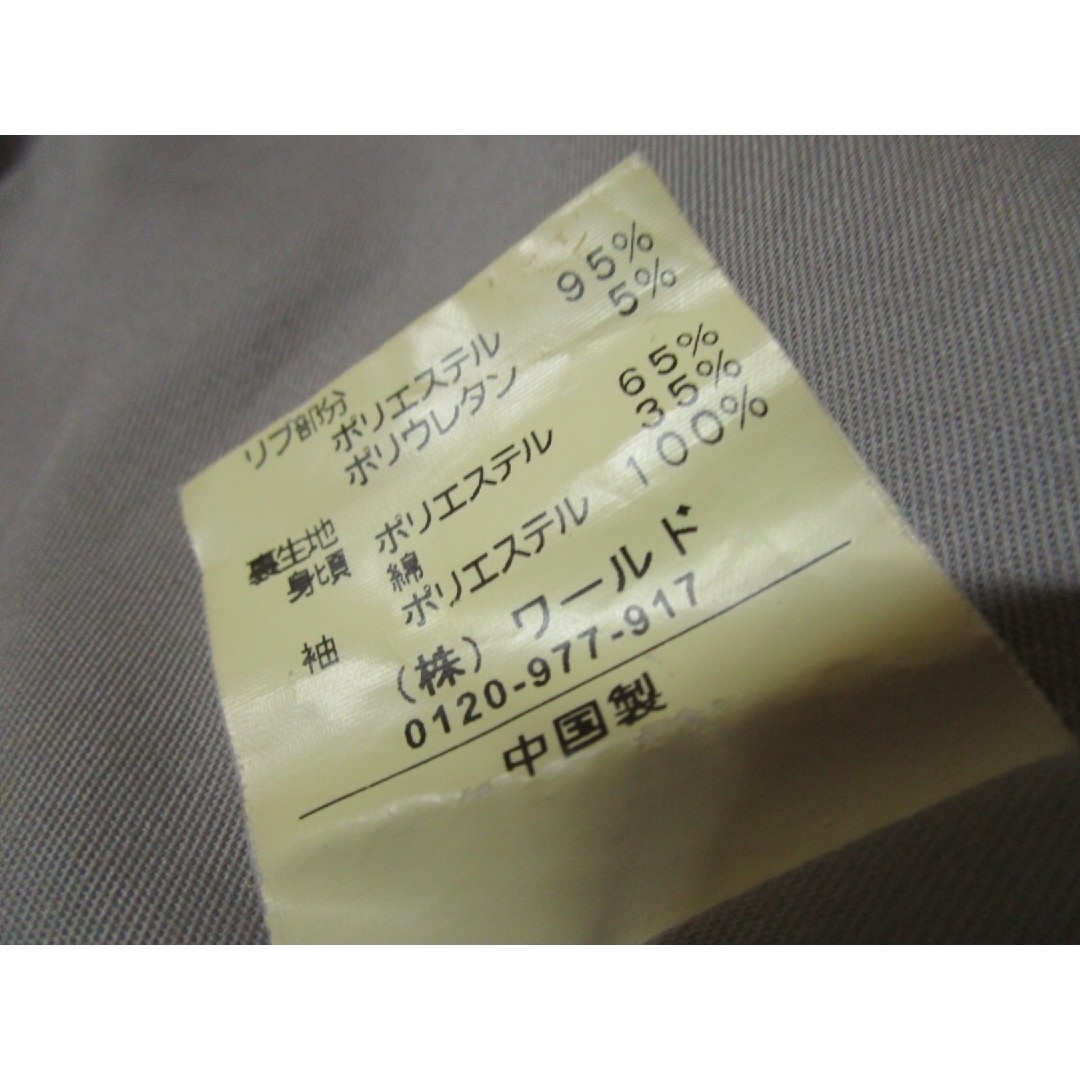 リブ部分
ポリエステル 95%
ポリウレタン 5%
裏生地
身頃 ポリエステル 65%
綿 35%
袖 ポリエステル 100%
(株) ワールド
0120-977-917
中国製